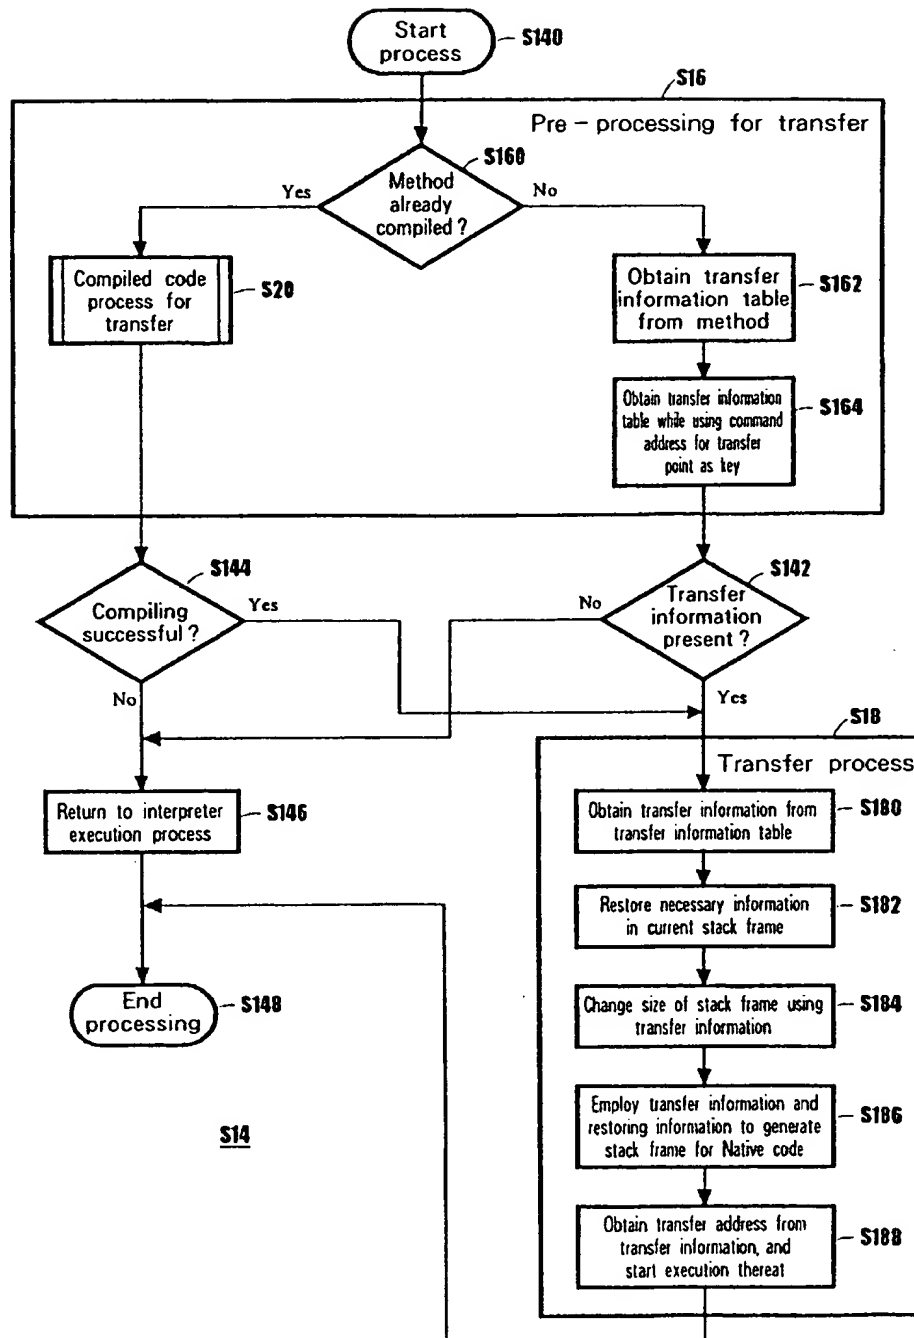 Start
process
S140
S16
Pre - processing for transfer
S160
Method
already
compiled ?
Yes
No
Compiled code
process for
transfer
S20
Obtain transfer
information table
from method
S162
Obtain transfer information
table while using command
address for transfer
point as key
S164
S144
Compiling
successful ?
Yes
No
S142
Transfer
information
present ?
No
Yes
S18
Transfer process
Return to interpreter
execution process
S146
Obtain transfer information from
transfer information table
S180
Restore necessary information
in current stack frame
S182
End
processing
S148
Change size of stack frame using
transfer information
S184
Employ transfer information and
restoring information to generate
stack frame for Native code
S186
S14
Obtain transfer address from
transfer information, and
start execution thereat
S188